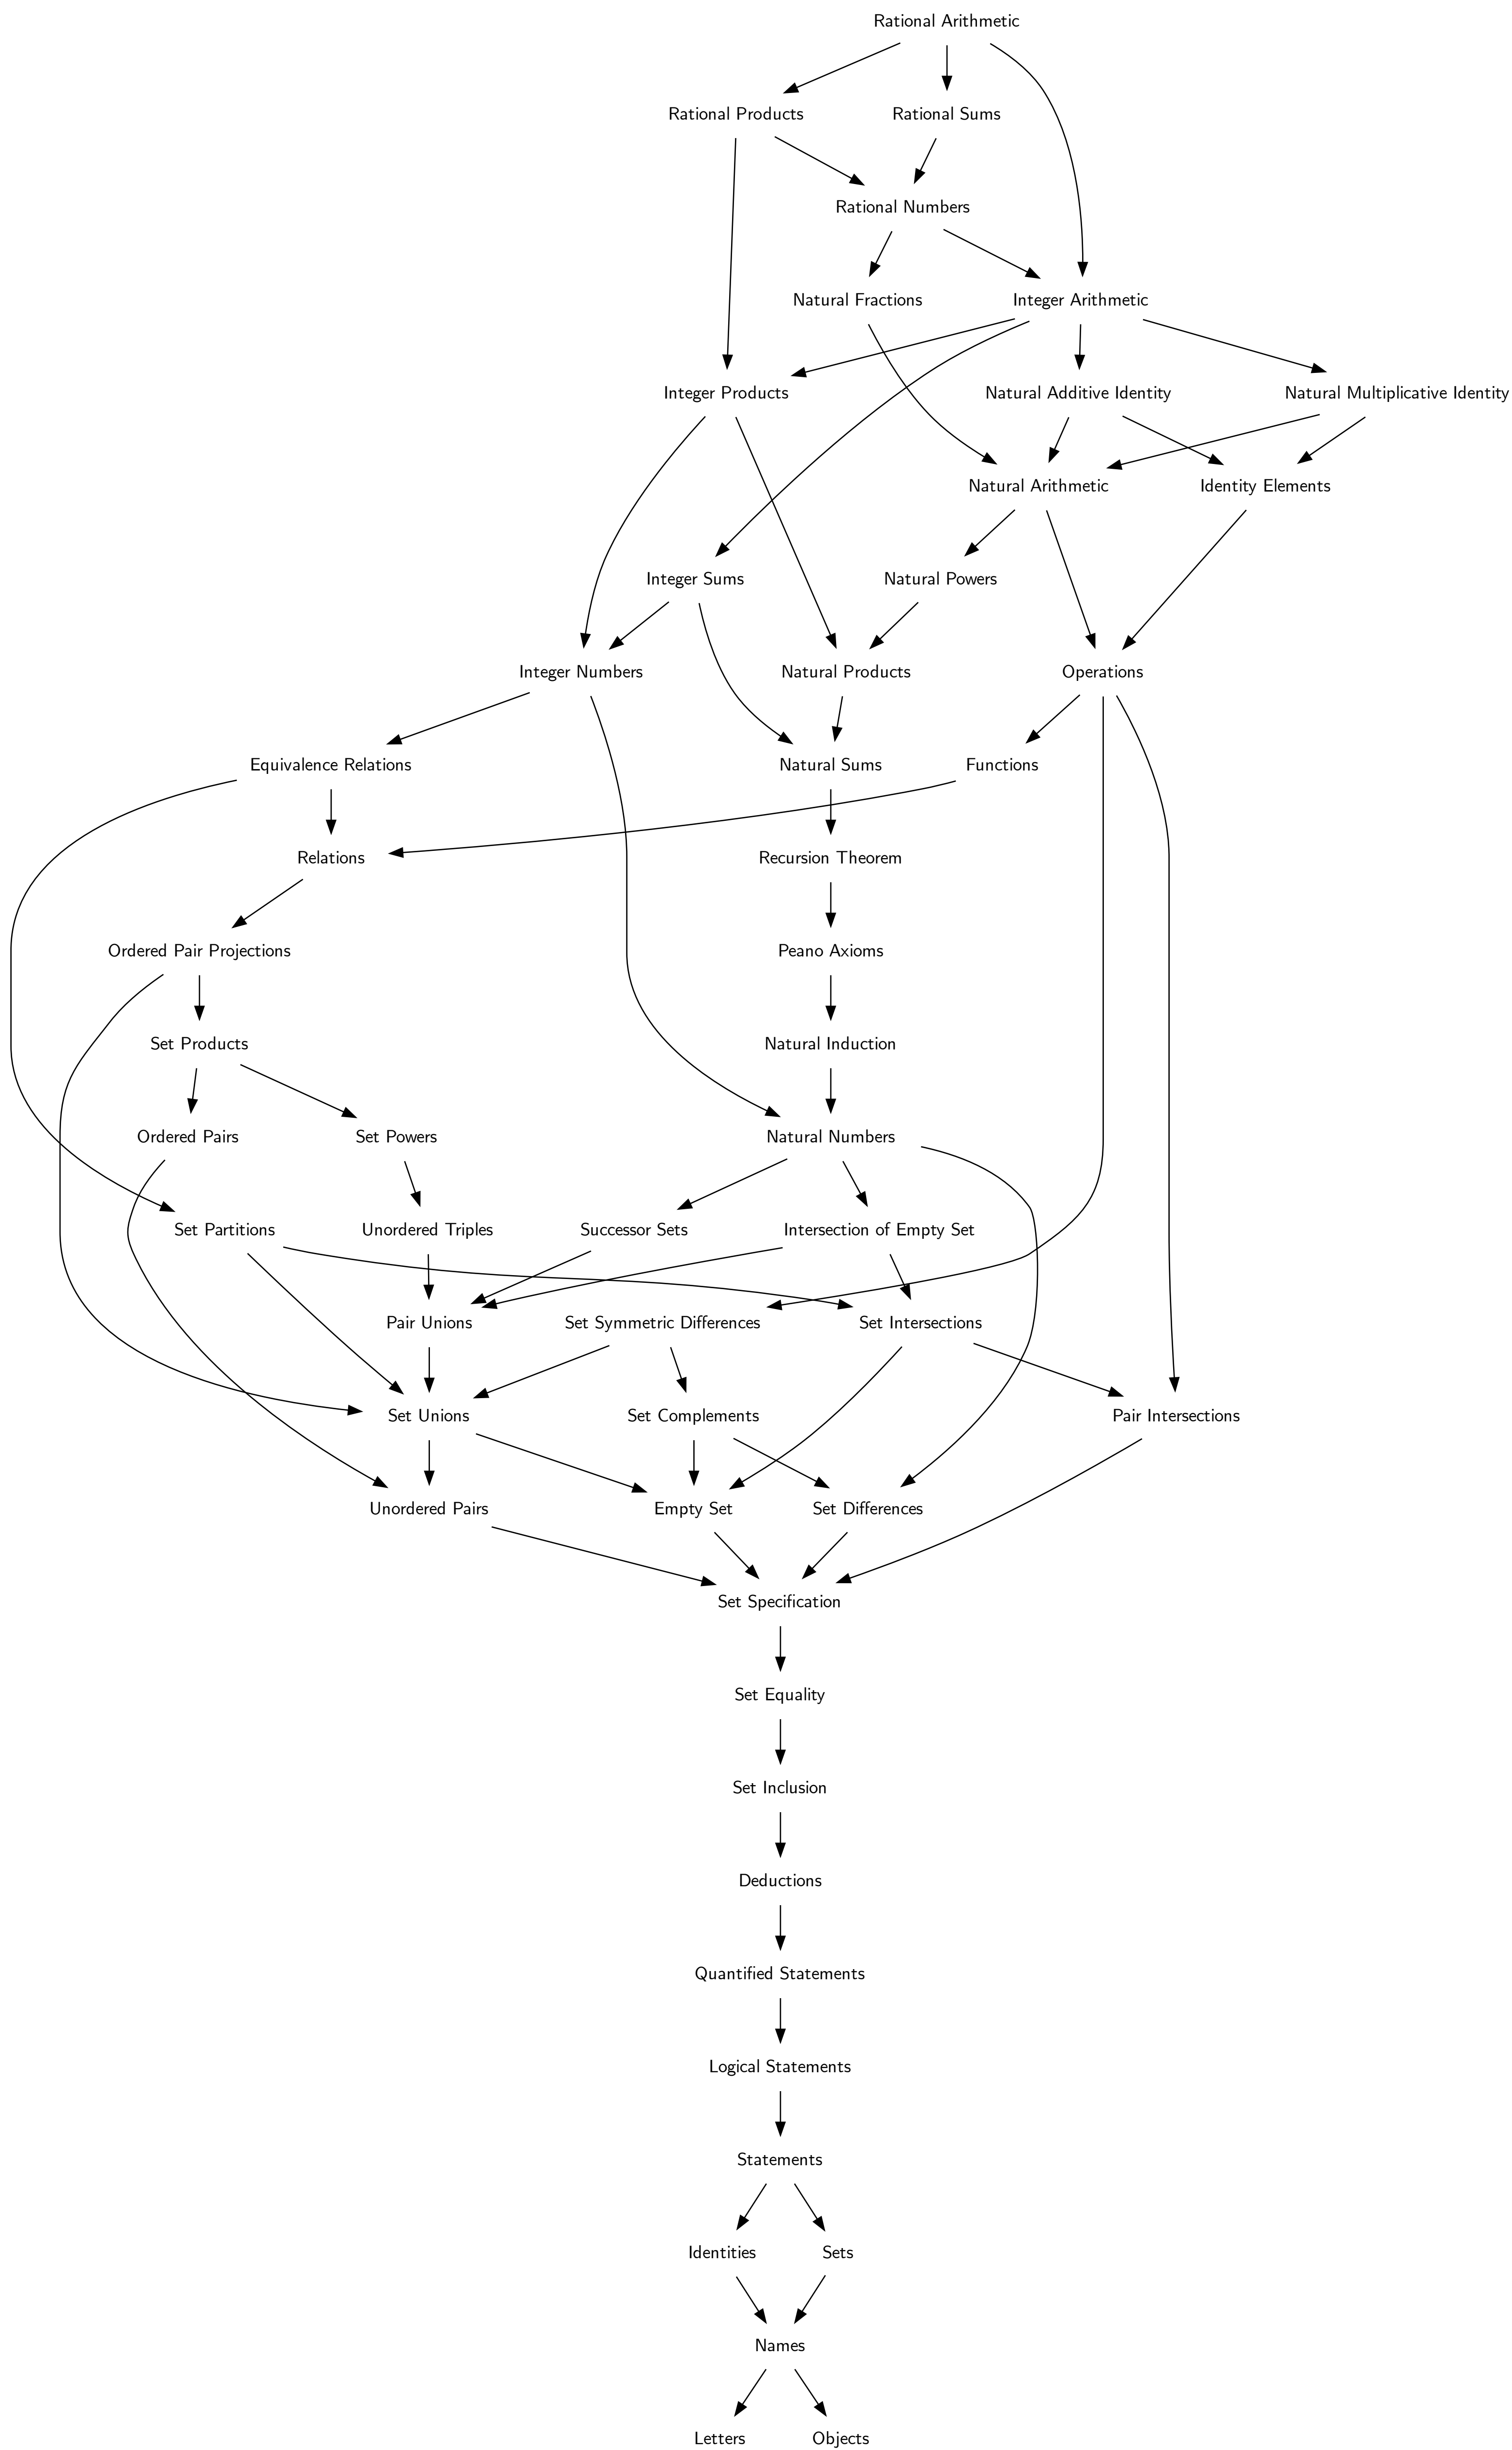 Rational Arithmetic
Rational Products
Rational Sums
Rational Numbers
Natural Fractions
Integer Arithmetic
Integer Products
Natural Additive Identity
Natural Multiplicative Identity
Natural Arithmetic
Identity Elements
Integer Sums
Natural Powers
Integer Numbers
Natural Products
Operations
Equivalence Relations
Natural Sums
Functions
Relations
Recursion Theorem
Ordered Pair Projections
Peano Axioms
Set Products
Natural Induction
Ordered Pairs
Set Powers
Natural Numbers
Set Partitions
Unordered Triples
Successor Sets
Intersection of Empty Set
Pair Unions
Set Symmetric Differences
Set Intersections
Set Unions
Set Complements
Pair Intersections
Unordered Pairs
Empty Set
Set Differences
Set Specification
Set Equality
Set Inclusion
Deductions
Quantified Statements
Logical Statements
Statements
Identities
Sets
Names
Letters
Objects